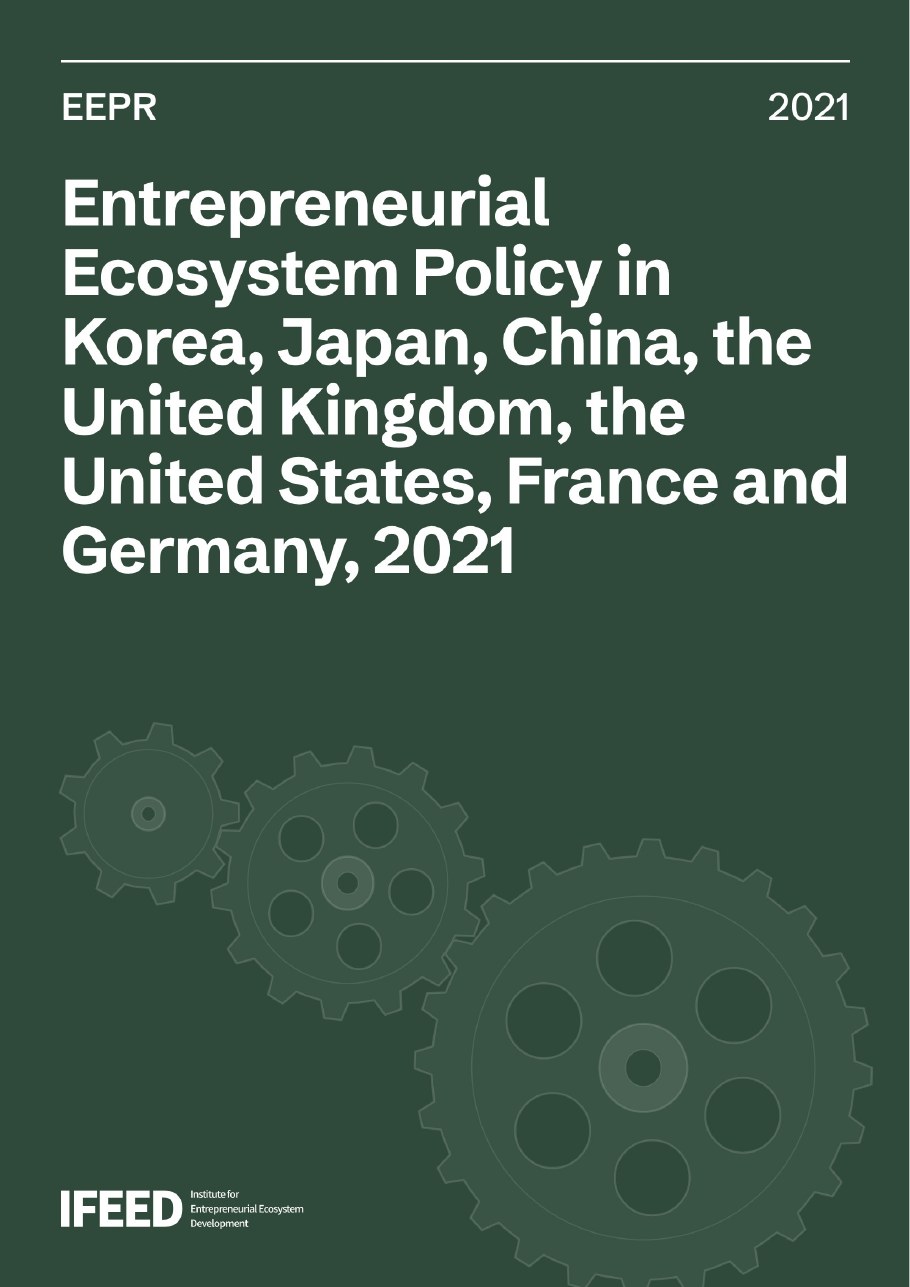 EEPR
2021
Entrepreneurial
Ecosystem Policy in
Korea, Japan, China, the
United Kingdom, the
United States, France and
Germany, 2021
IFEED
Institute for
Entrepreneurial Ecosystem
Development